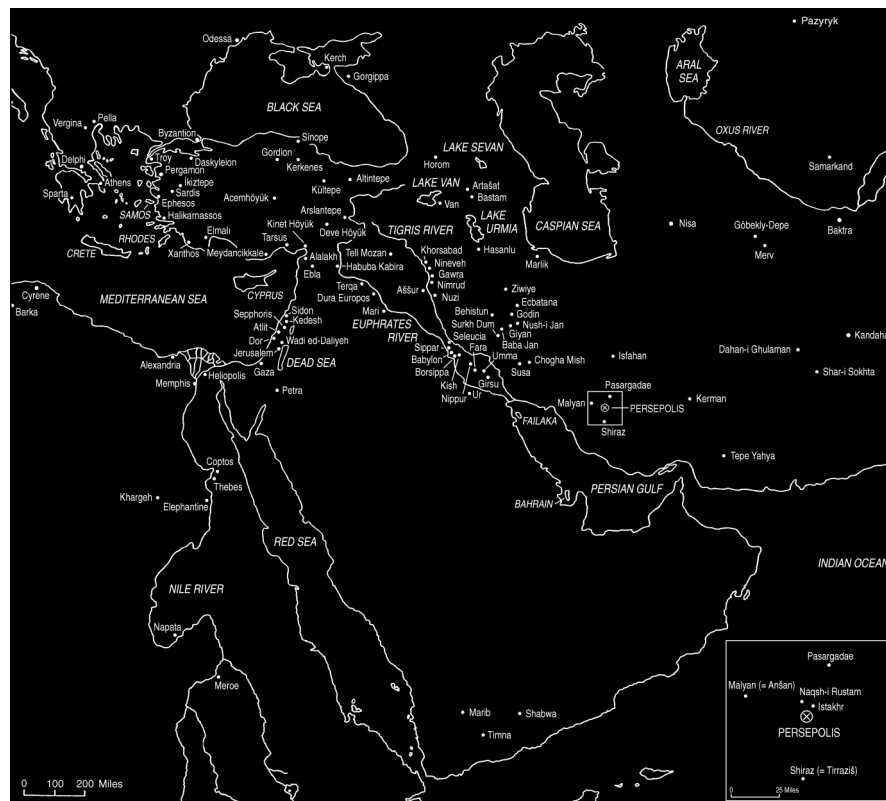 Pazyryk
Odessa
Kerch
Gorgippa
ARAL
SEA
BLACK SEA
OXUS RIVER
Vergina
Pella
Byzantion
Sinope
LAKE SEVAN
Horom
Samarkand
Delphi
Troy
Daskyleion
Gordion
Kerkenes
Pergamon
Altintepe
LAKE VAN
Artašat
Bastam
Athens
İkiztepe
Sardis
Kültepe
Van
Sparta
Ephesos
Acemhöyük
Arslantepe
LAKE
URMIA
CASPIAN SEA
Nisa
Göbekly-Depe
Baktra
SAMOS
Halikarnassos
Kinet Höyük
Deve Höyük
TIGRIS RIVER
RHODES
Elmalı
Tarsus
Khorsabad
Hasanlu
Merv
CRETE
Xanthos
Meydancikkale
Alalakh
Tell Mozan
Nineveh
Marlik
Ebla
Habuba Kabira
Gawra
Nimrud
Cyrene
Barka
MEDITERRANEAN SEA
CYPRUS
Terqa
Dura Europos
Aššur
Nuzi
Ziwiye
Ecbatana
Sepphoris
Sidon
Kedesh
Mari
Behistun
Godin
Atlit
EUPHRATES
RIVER
Surkh Dum
Nush-i Jan
Dor
Wadi ed-Daliyeh
Seleucia
Giyan
Kandaha
Jerusalem
Sippar
Fara
Baba Jan
Alexandria
DEAD SEA
Babylon
Umma
Chogha Mish
Isfahan
Dahan-i Ghulaman
Gaza
Borsippa
Susa
Heliopolis
Kish
Girsu
Shar-i Sokhta
Memphis
Petra
Nippur
Ur
Pasargadae
Malyan
PERSEPOLIS
Kerman
FAILAKA
Shiraz
Tepe Yahya
Coptos
Thebes
PERSIAN GULF
Khargeh
Elephantine
BAHRAIN
RED SEA
INDIAN OCEA
NILE RIVER
Napata
Meroe
Marib
Shabwa
Timna
0 100 200 Miles
Pasargadae
Malyan (= Anšan)
Naqsh-i Rustam
Istakhr
PERSEPOLIS
Shiraz (= Tirraziš)
0 25
Miles